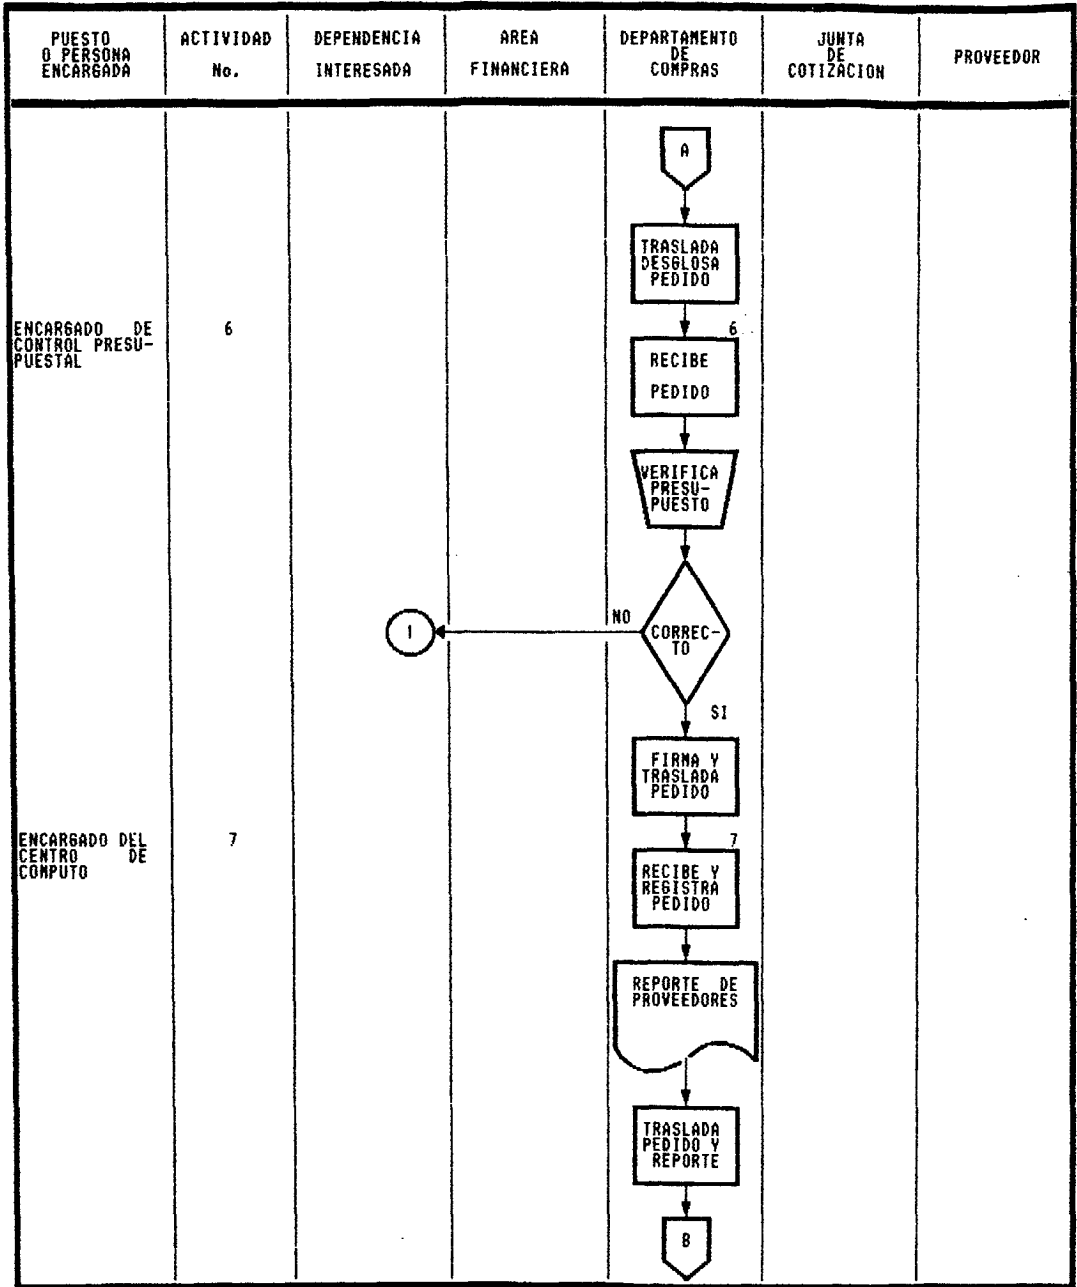 PUESTO
O PERSONA
ENCARGADA
ACTIVIDAD
No.
DEPENDENCIA
INTERESADA
AREA
FINANCIERA
DEPARTAMENTO
DE
COMPRAS
JUNTA
DE
COTIZACION
PROVEEDOR
A
TRASLADA
DESGLOSA
PEDIDO
ENCARGADO DE
CONTROL PRESU-
PUESTAL
6
6
RECIBE
PEDIDO
VERIFICA
PRESU-
PUESTO
CORREC-
TO
NO
1
SI
FIRMA Y
TRASLADA
PEDIDO
ENCARGADO DEL
CENTRO DE
COMPUTO
7
7
RECIBE Y
REGISTRA
PEDIDO
REPORTE DE
PROVEEDORES
TRASLADA
PEDIDO Y
REPORTE
B